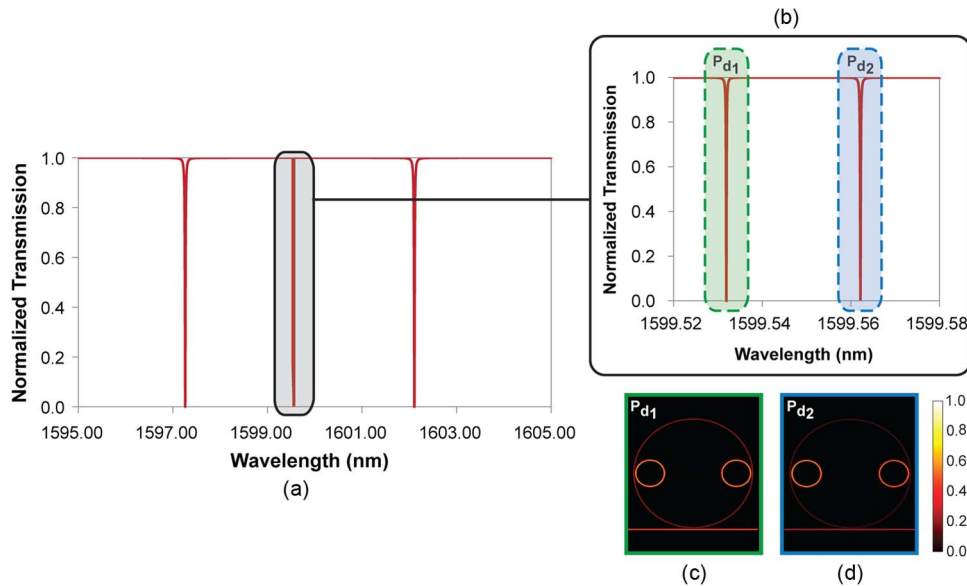 (b)
Pd1
Pd2
1.0
0.8
0.6
0.4
0.2
0.0
Normalized Transmission
1599.52 1599.54 1599.56 1599.58
Wavelength (nm)
1.0
0.8
0.6
0.4
0.2
0.0
Normalized Transmission
1595.00 1597.00 1599.00 1601.00 1603.00 1605.00
Wavelength (nm)
(a)
Pd1
Pd2
1.0
0.8
0.6
0.4
0.2
0.0
(c)
(d)